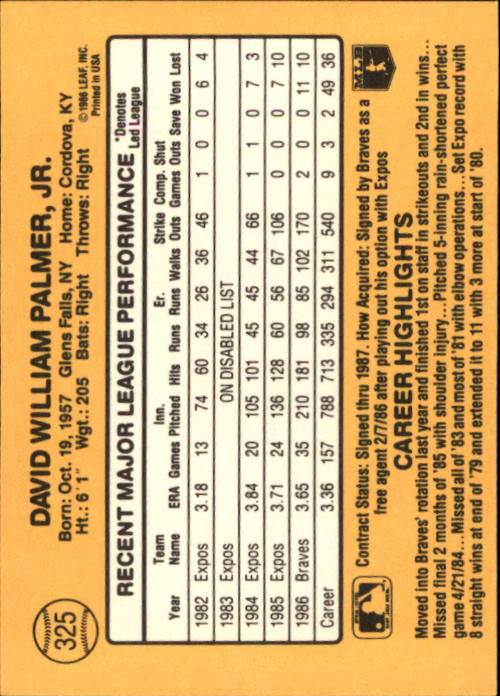 325
DAVID WILLIAM PALMER, JR.
Born: Oct. 19, 1957 Glens Falls, NY Home: Cordova, KY
Ht.: 6'1" Wgt.: 205 Bats: Right Throws: Right
© 1986 LEAF, INC.
Printed in USA
RECENT MAJOR LEAGUE PERFORMANCE *Denotes Led League
Year Team Name ERA Games Inn. Pitched Hits Runs Er. Runs Walks Strike Outs Comp. Games Shut Outs Save Won Lost
1982 Expos 3.18 13 74 60 34 26 36 46 1 0 0 6 4
1983 Expos ON DISABLED LIST
1984 Expos 3.84 20 105 101 45 45 44 66 1 1 0 7 3
1985 Expos 3.71 24 136 128 60 56 67 106 0 0 0 7 10
1986 Braves 3.65 35 210 181 98 85 102 170 2 0 0 11 10
Career 3.36 157 788 713 335 294 311 540 9 3 2 49 36
Contract Status: Signed thru 1987. How Acquired: Signed by Braves as a
free agent 2/7/86 after playing out his option with Expos
MLB
CAREER HIGHLIGHTS
Moved into Braves' rotation last year and finished 1st on staff in strikeouts and 2nd in wins...
Missed final 2 months of '85 with shoulder injury...Pitched 5-inning rain-shortened perfect
game 4/21/84...Missed all of '83 and most of '81 with elbow operations...Set Expo record with
8 straight wins at end of '79 and extended it to 11 with 3 more at start of '80.